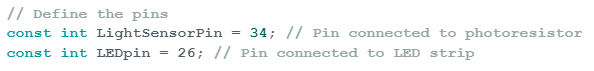 // Define the pins
const int LightSensorPin = 34; // Pin connected to photoresistor
const int LEDpin = 26; // Pin connected to LED strip